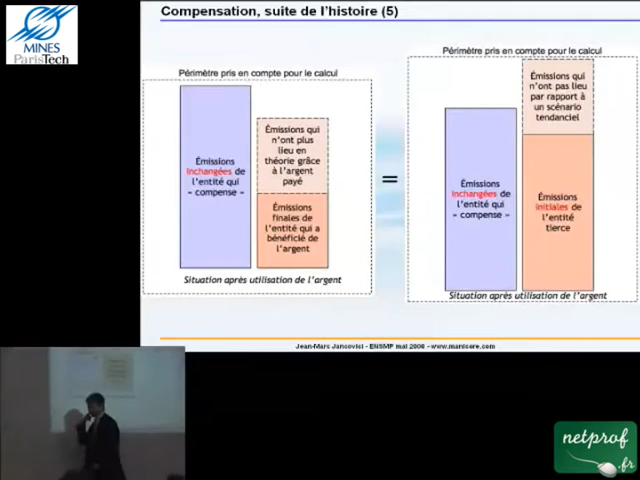 Compensation, suite de l'histoire (5)
MINES
ParisTech
Périmètre pris en compte pour le calcul
Émissions
inchangées de
l'entité qui
« compense »
Émissions qui
n'ont plus
lieu en
théorie grâce
à l'argent
payé
Émissions
finales de
l'entité qui a
bénéficié de
l'argent
Situation après utilisation de l'argent
=
Périmètre pris en compte pour le calcul
Émissions
inchangées de
l'entité qui
« compense »
Émissions qui
n'ont pas lieu
par rapport à
un scénario
tendanciel
Émissions
initiales de
l'entité
tierce
Situation après utilisation de l'argent
Jean-Marc Jancovici - ENSMP mai 2008 - www.manicore.com
netprof
.fr